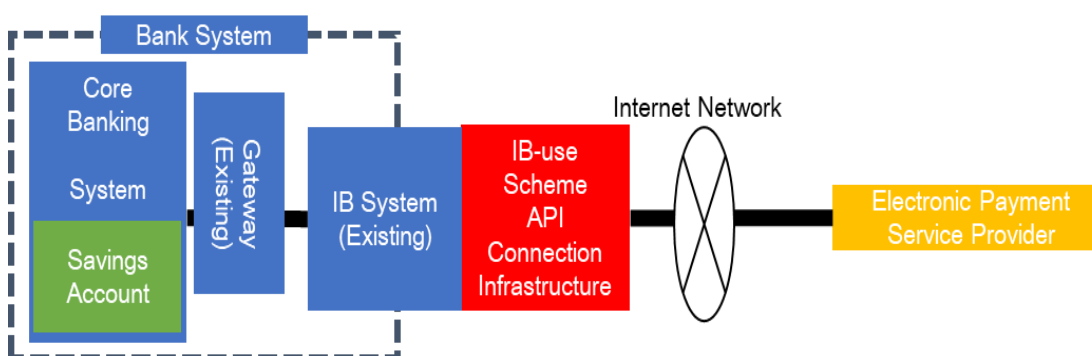 Bank System
Core
Banking
System
Savings
Account
Gateway
(Existing)
IB System
(Existing)
IB-use
Scheme
API
Connection
Infrastructure
Internet Network
Electronic Payment
Service Provider